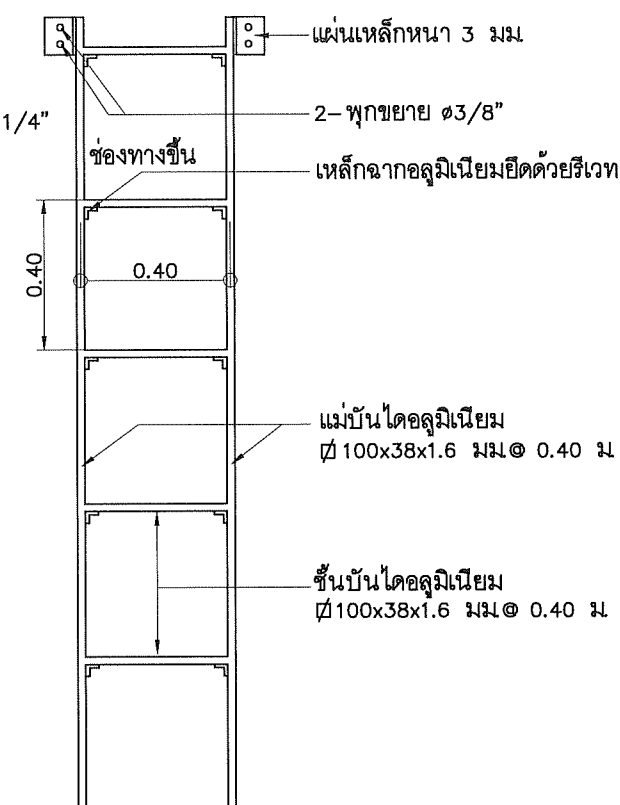 แผ่นเหล็กหนา 3 มม.
2-พุกขยาย ø3/8"
1/4"
ช่องทางขึ้น
เหล็กฉากอลูมิเนียมยึดด้วยรีเวท
0.40
0.40
แม่บันไดอลูมิเนียม
100x38x1.6 มม.@ 0.40 ม.
ชั้นบันไดอลูมิเนียม
100x38x1.6 มม.@ 0.40 ม.